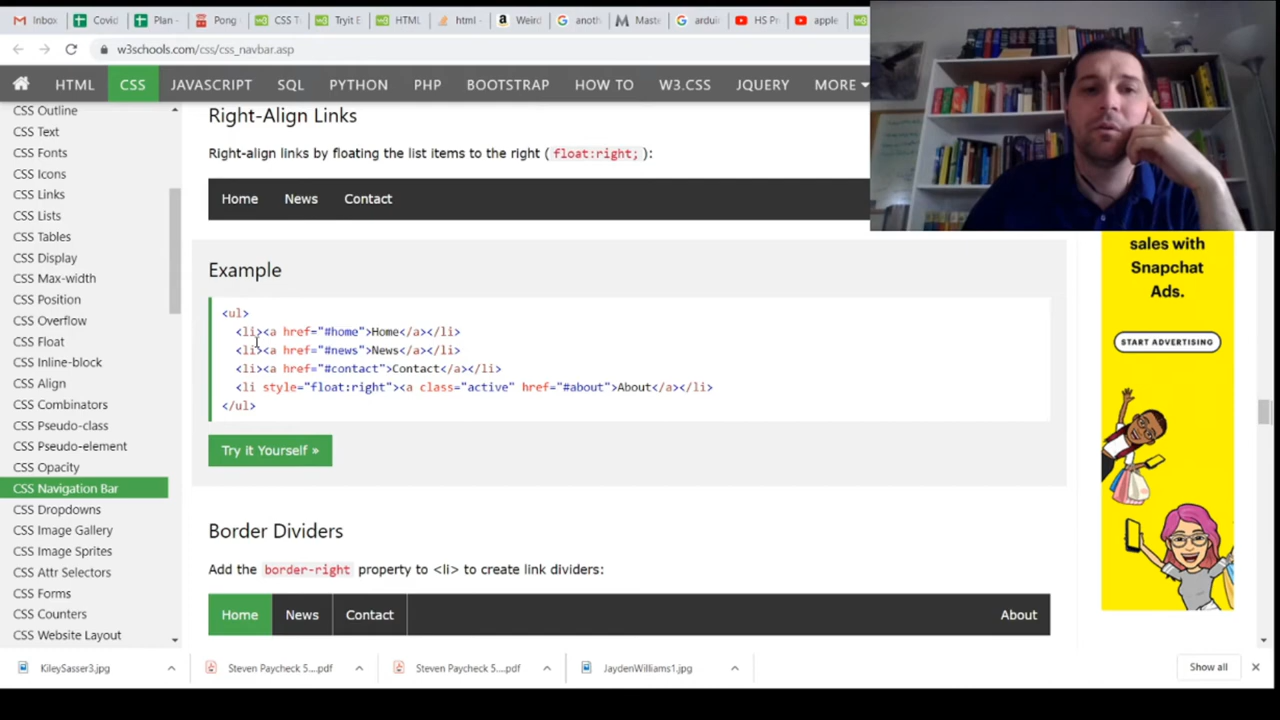 Inbox Covid Plan - Pong CSS T Tryit E HTML html - Weird anoth Maste ardui HS Pr apple
w3schools.com/css/css_navbar.asp
HTML CSS JAVASCRIPT SQL PYTHON PHP BOOTSTRAP HOW TO W3.CSS JQUERY MORE
CSS Outline
CSS Text
CSS Fonts
CSS Icons
CSS Links
CSS Lists
CSS Tables
CSS Display
CSS Max-width
CSS Position
CSS Overflow
CSS Float
CSS Inline-block
CSS Align
CSS Combinators
CSS Pseudo-class
CSS Pseudo-element
CSS Opacity
CSS Navigation Bar
CSS Dropdowns
CSS Image Gallery
CSS Image Sprites
CSS Attr Selectors
CSS Forms
CSS Counters
CSS Website Layout
Right-Align Links
Right-align links by floating the list items to the right (float:right;):
Home News Contact
Example
<ul>
<li><a href="#home">Home</a></li>
<li><a href="#news">News</a></li>
<li><a href="#contact">Contact</a></li>
<li style="float:right"><a class="active" href="#about">About</a></li>
</ul>
Try it Yourself »
Border Dividers
Add the border-right property to <li> to create link dividers:
Home News Contact About
sales with
Snapchat
Ads.
START ADVERTISING
KileySasser3.jpg Steven Paycheck 5....pdf Steven Paycheck 5....pdf JaydenWilliams1.jpg Show all